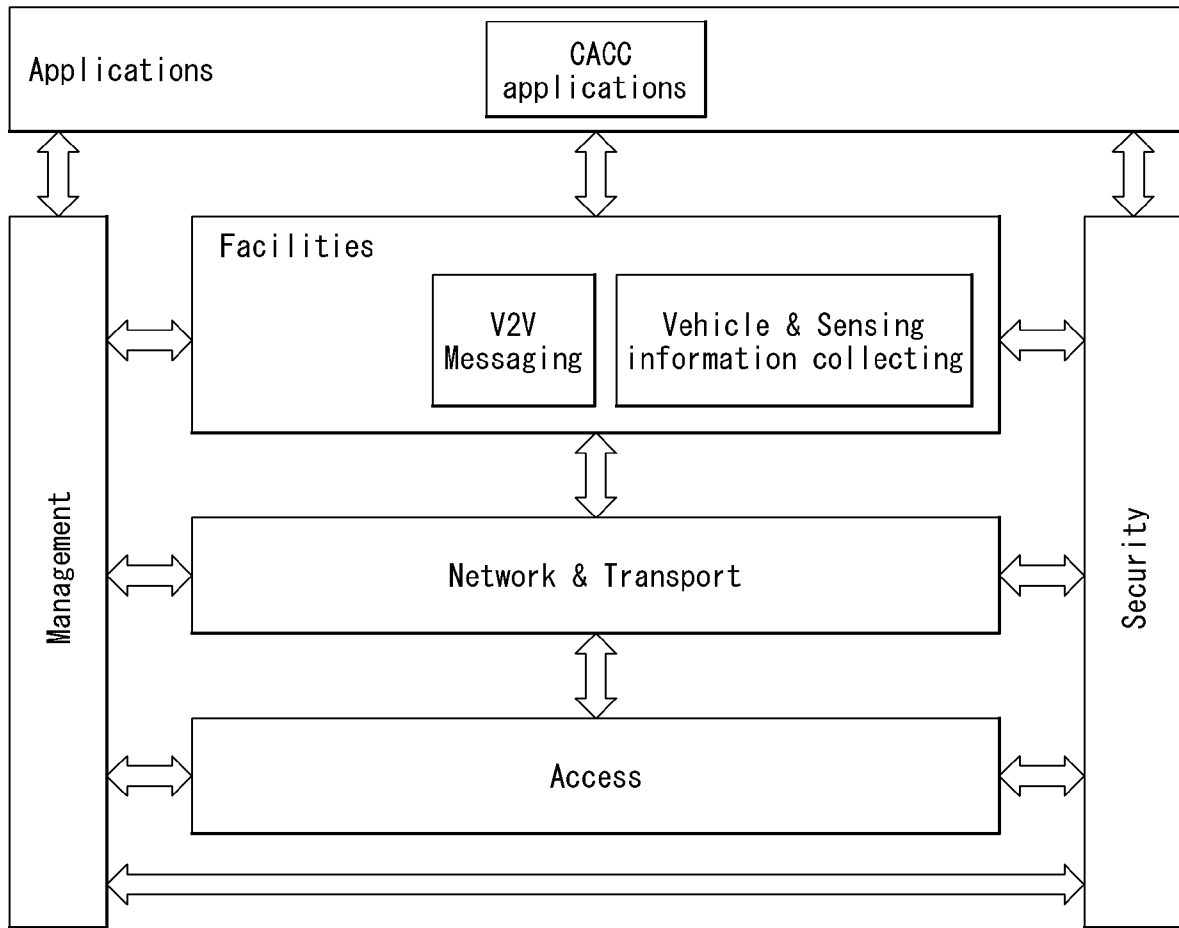 Applications
CACC
applications
Facilities
V2V
Messaging
Vehicle & Sensing
information collecting
Management
Network & Transport
Security
Access